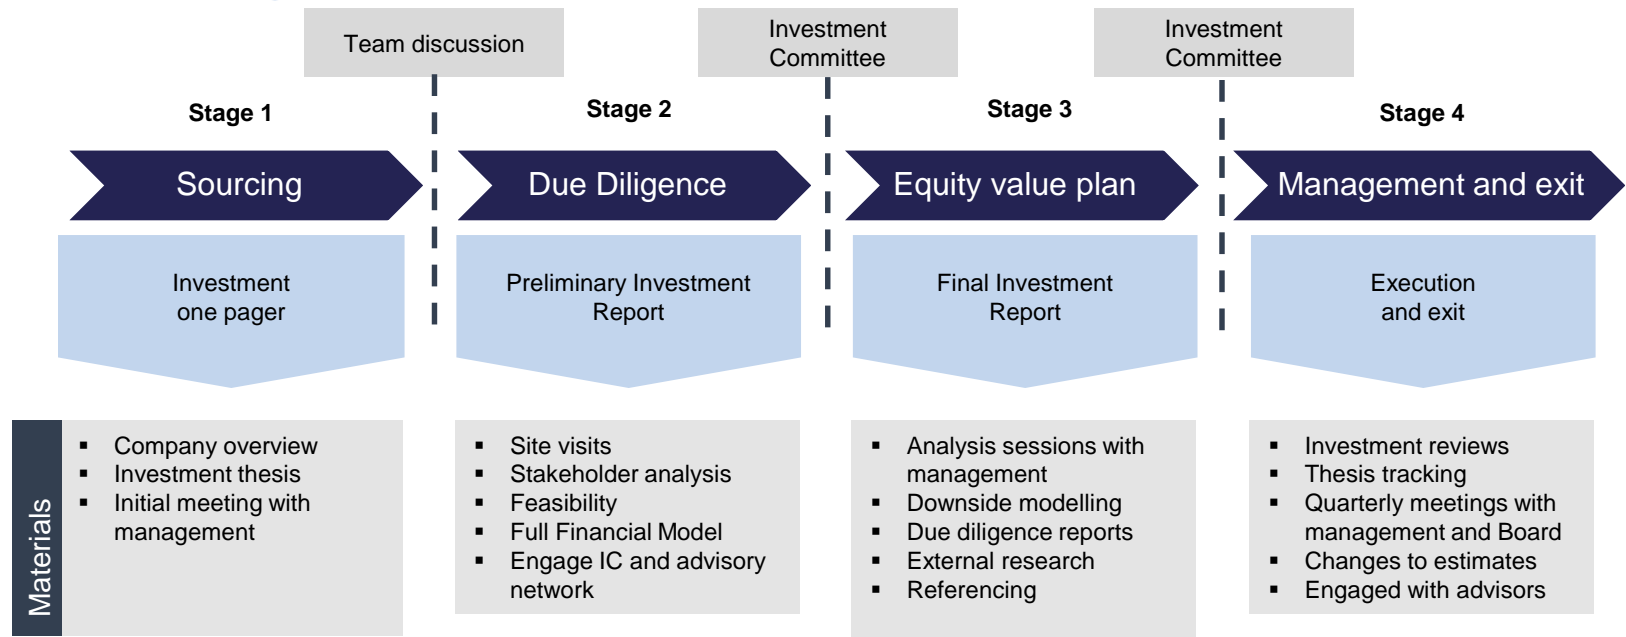 Team discussion
Investment
Committee
Investment
Committee
Stage 1
Stage 2
Stage 3
Stage 4
Sourcing
Due Diligence
Equity value plan
Management and exit
Investment
one pager
Preliminary Investment
Report
Final Investment
Report
Execution
and exit
Materials
▪ Company overview
▪ Investment thesis
▪ Initial meeting with
management
▪ Site visits
▪ Stakeholder analysis
▪ Feasibility
▪ Full Financial Model
▪ Engage IC and advisory
network
▪ Analysis sessions with
management
▪ Downside modelling
▪ Due diligence reports
▪ External research
▪ Referencing
▪ Investment reviews
▪ Thesis tracking
▪ Quarterly meetings with
management and Board
▪ Changes to estimates
▪ Engaged with advisors